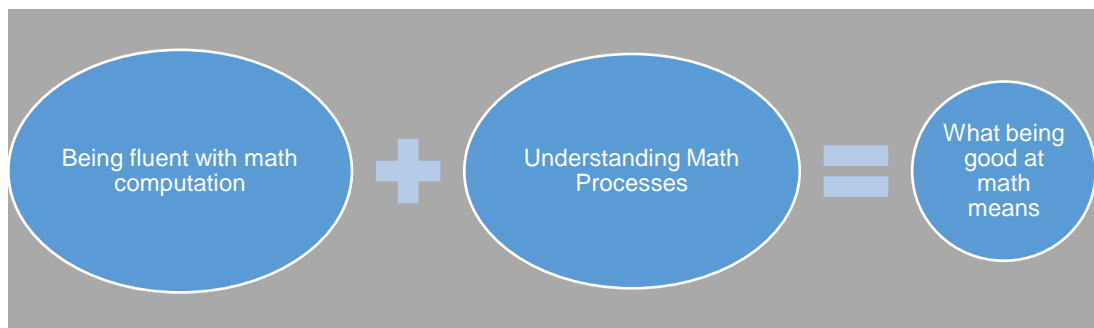 Being fluent with math
computation
Understanding Math
Processes
What being
good at
math
means